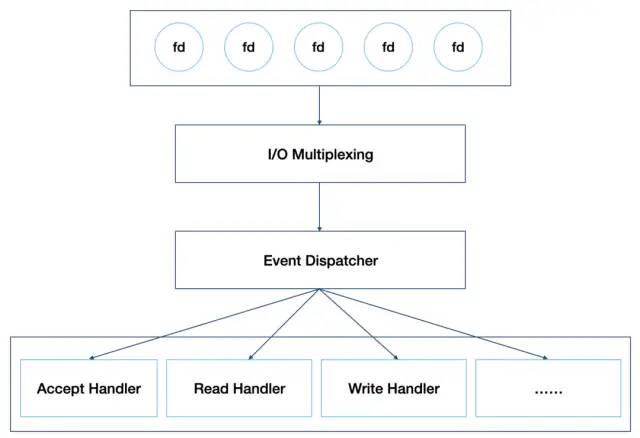 fd fd fd fd fd
I/O Multiplexing
Event Dispatcher
Accept Handler Read Handler Write Handler ......